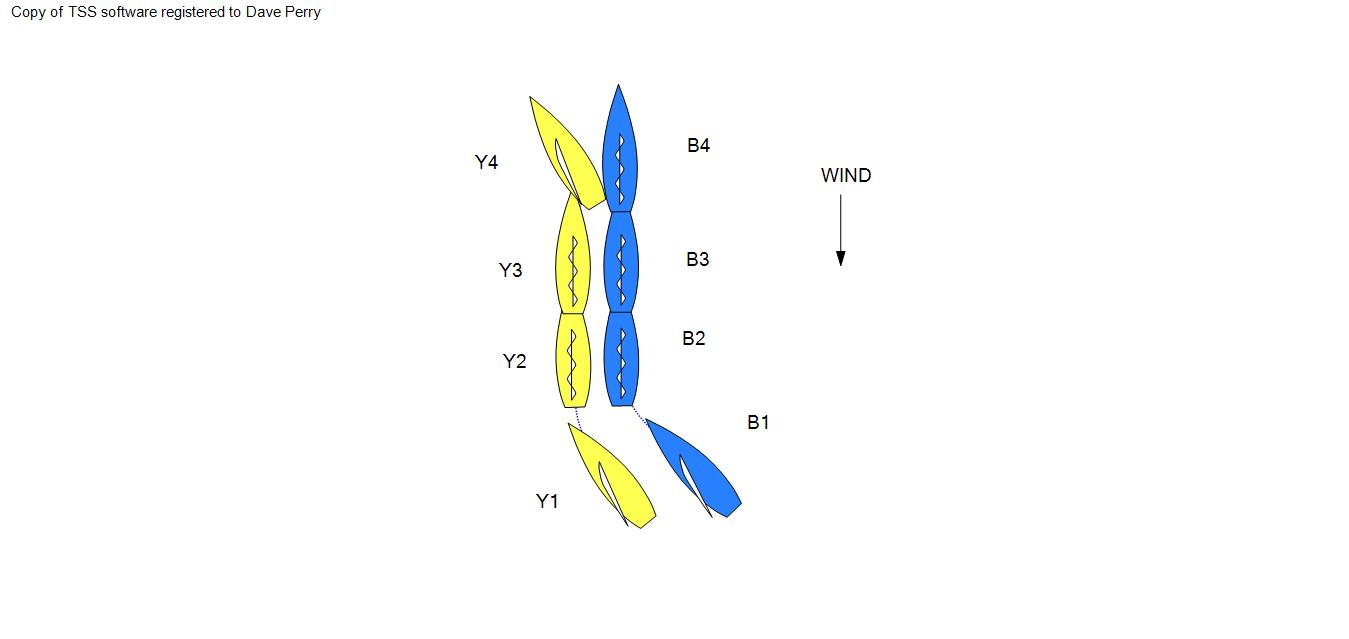 Copy of TSS software registered to Dave Perry
Y4
B4
WIND
Y3
B3
Y2
B2
B1
Y1